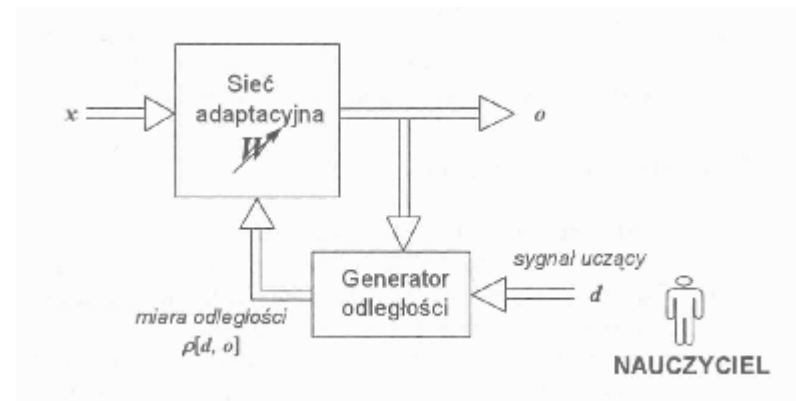 Sieć
adaptacyjna
W
x
o
Generator
odległości
sygnał uczący
d
miara odległości
ρ[d, o]
NAUCZYCIEL